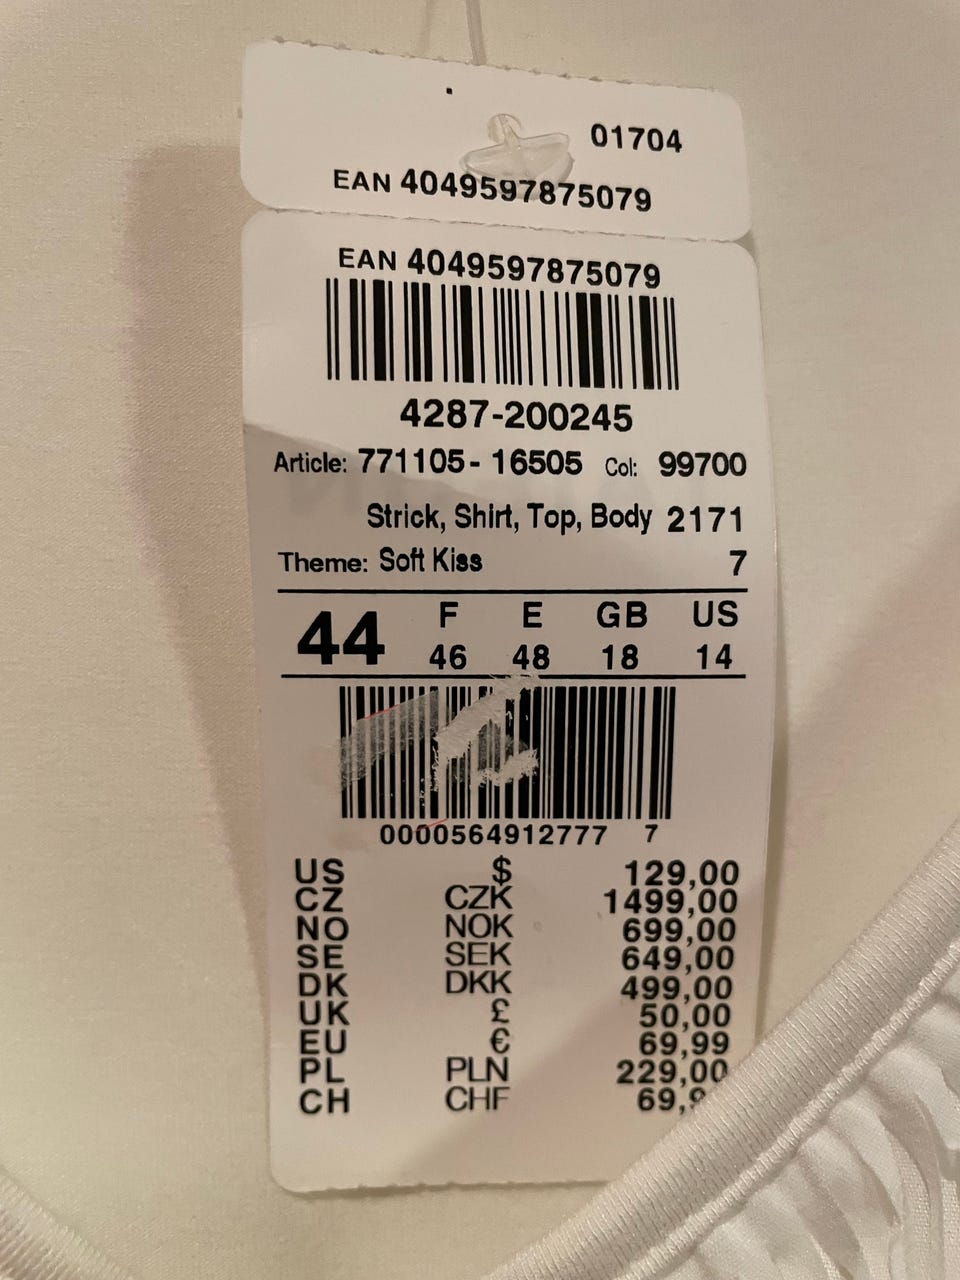 01704
EAN 4049597875079
EAN 4049597875079
4287-200245
Article: 771105- 16505 Col: 99700
Strick, Shirt, Top, Body 2171
Theme: Soft Kiss 7
44 F E GB US
46 48 18 14
0000564912777 7
US $ 129,00
CZ CZK 1499,00
NO NOK 699,00
SE SEK 649,00
DK DKK 499,00
UK £ 50,00
EU € 69,99
PL PLN 229,00
CH CHF